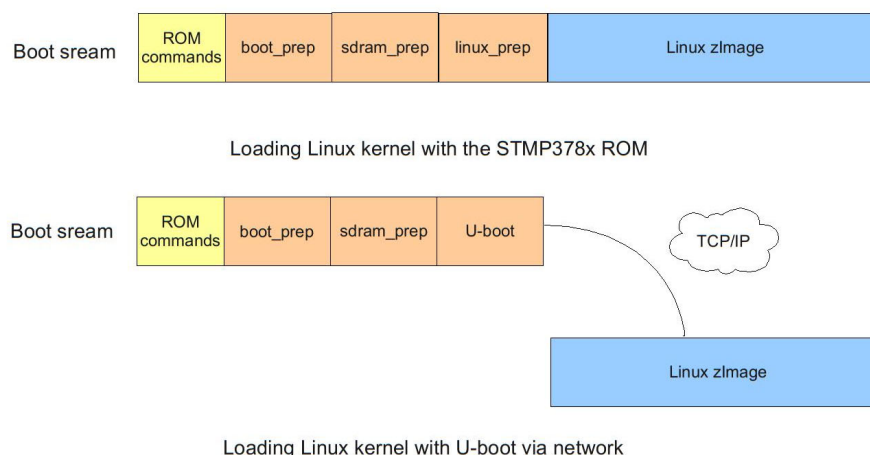 Boot sream
ROM
commands
boot_prep
sdram_prep
linux_prep
Linux zImage
Loading Linux kernel with the STMP378x ROM
Boot sream
ROM
commands
boot_prep
sdram_prep
U-boot
TCP/IP
Linux zImage
Loading Linux kernel with U-boot via network